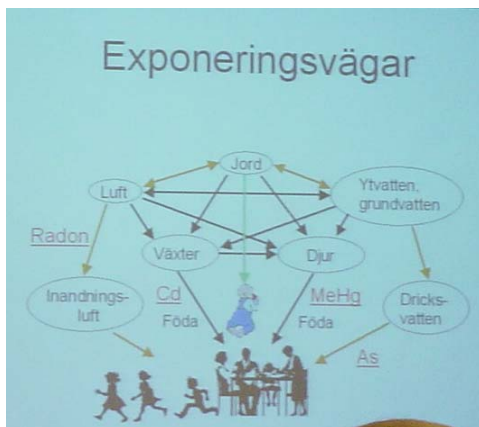 Exponeringsvägar
Jord
Luft
Ytvatten,
grundvatten
Radon
Växter
Djur
Inandnings-
luft
Cd
Föda
MeHg
Föda
Dricks-
vatten
As